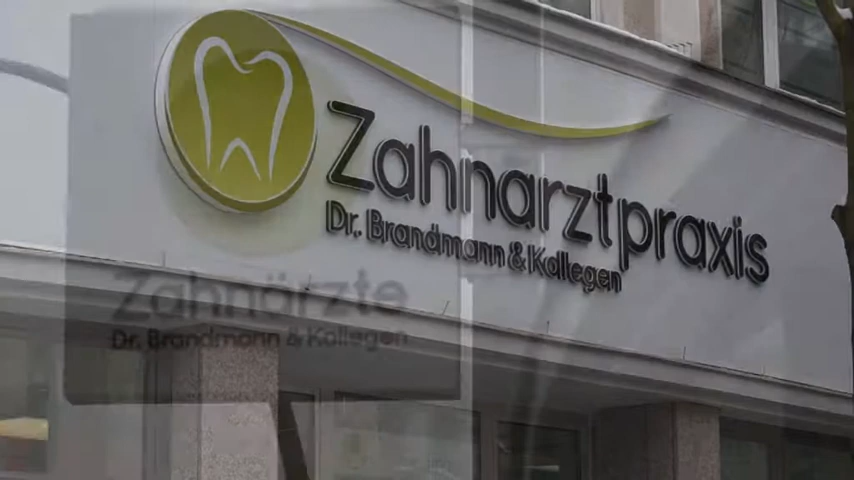 Zahnarztpraxis
Dr. Brandmann & Kollegen
Zahnärzte
Dr. Brandmann & Kollegen